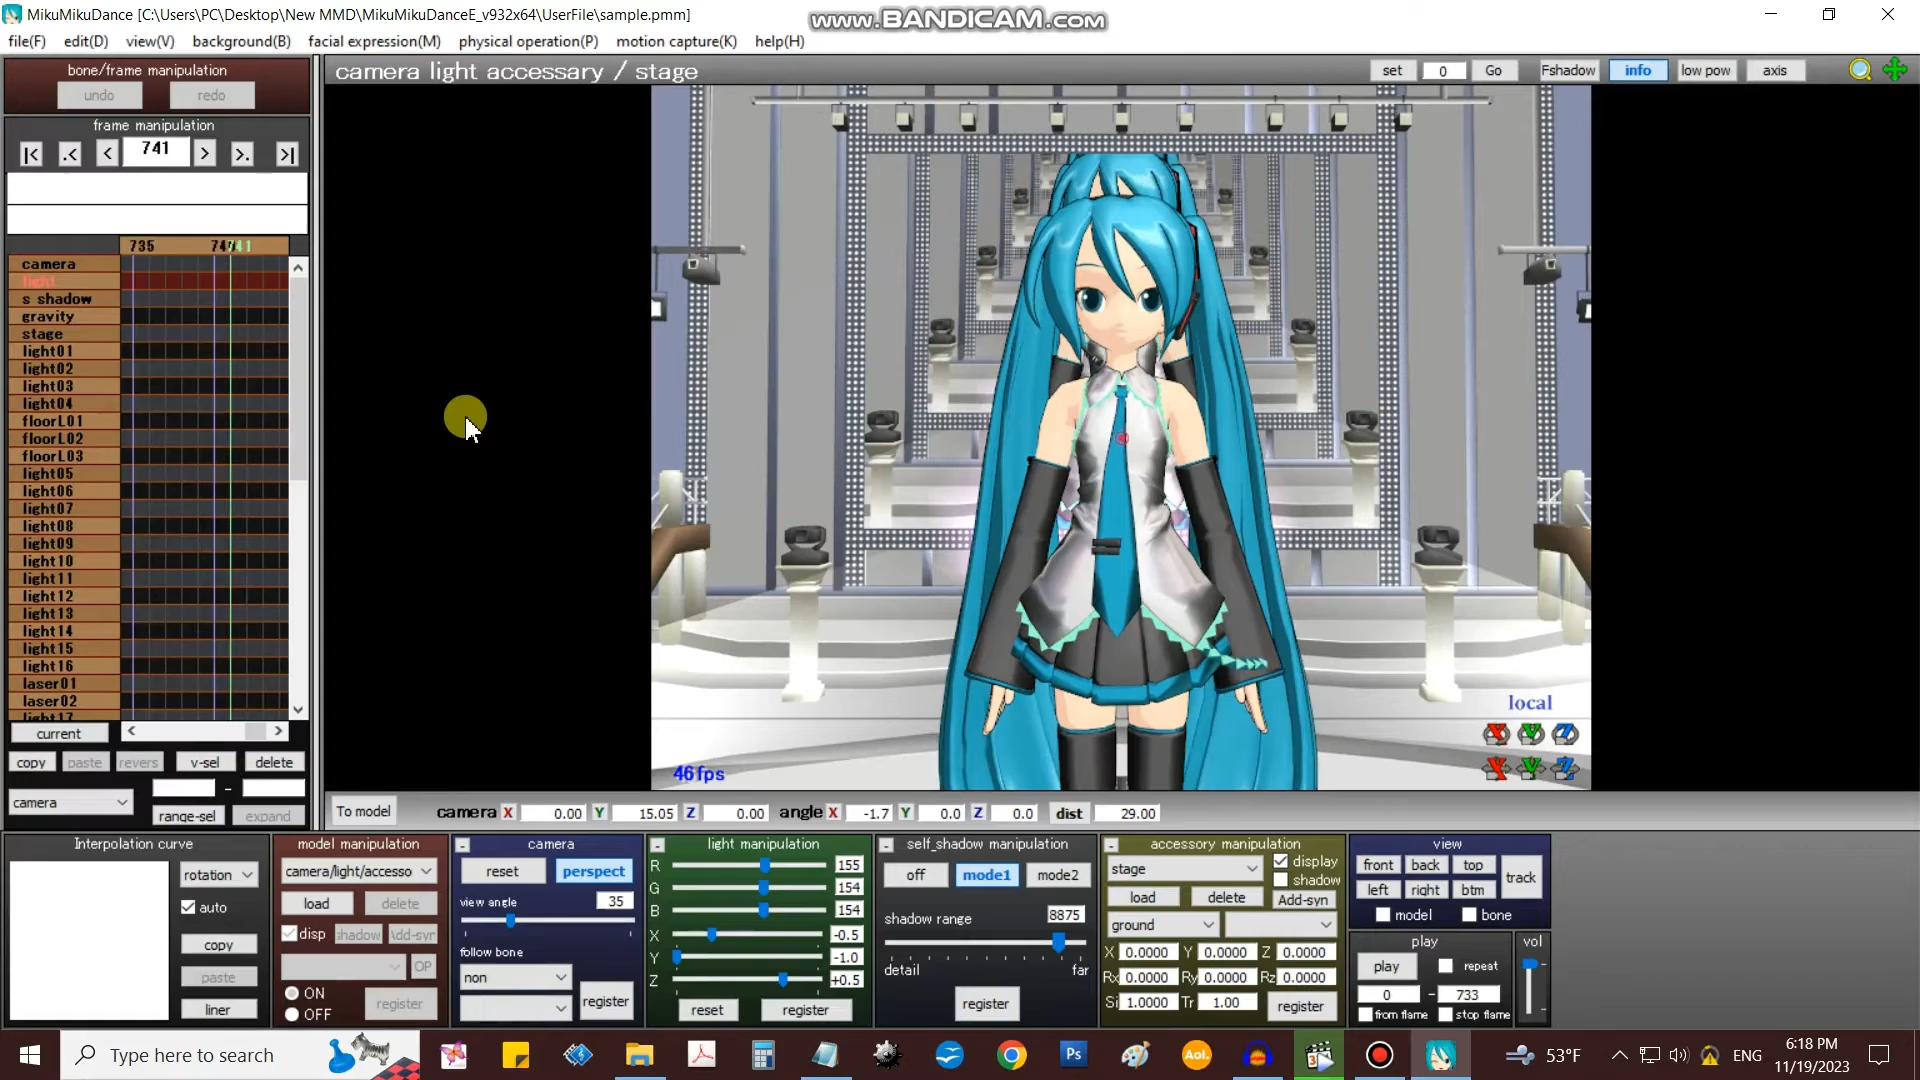 MikuMikuDance [C:\Users\PC\Desktop\New MMD\MikuMikuDanceE_v932x64\UserFile\sample.pmm]
www.BANDICAM.com
file(F) edit(D) view(V) background(B) facial expression(M) physical operation(P) motion capture(K) help(H)
bone/frame manipulation
undo redo
frame manipulation
|< .< < 741 > >. >|
camera light accessary / stage
set 0 Go Fshadow info low pow axis
735 741
camera
light
s shadow
gravity
stage
light01
light02
light03
light04
floorL01
floorL02
floorL03
light05
light06
light07
light08
light09
light10
light11
light12
light13
light14
light15
light16
laser01
laser02
light17
current < >
copy paste revers v-sel delete
camera -
range-sel expand
local
X Y Z
X Y Z
46 fps
To model camera X 0.00 Y 15.05 Z 0.00 angle X -1.7 Y 0.0 Z 0.0 dist 29.00
Interpolation curve
rotation
auto
copy
paste
liner
model manipulation
camera/light/accesso
load delete
disp shadow Add-syn
OP
ON
OFF
register
- camera
reset perspect
view angle 35
follow bone
non
register
- light manipulation
R 155
G 154
B 154
X -0.5
Y -1.0
Z +0.5
reset register
- self_shadow manipulation
off mode1 mode2
shadow range 8875
detail far
register
- accessory manipulation
stage display
shadow
load delete Add-syn
ground
X 0.0000 Y 0.0000 Z 0.0000
Rx 0.0000 Ry 0.0000 Rz 0.0000
Si 1.0000 Tr 1.00 register
view
front back top
left right btm
track
model bone
play
play repeat
0 - 733
from flame stop flame
vol
Type here to search
Ps
Aol.
53°F
ENG
6:18 PM
11/19/2023